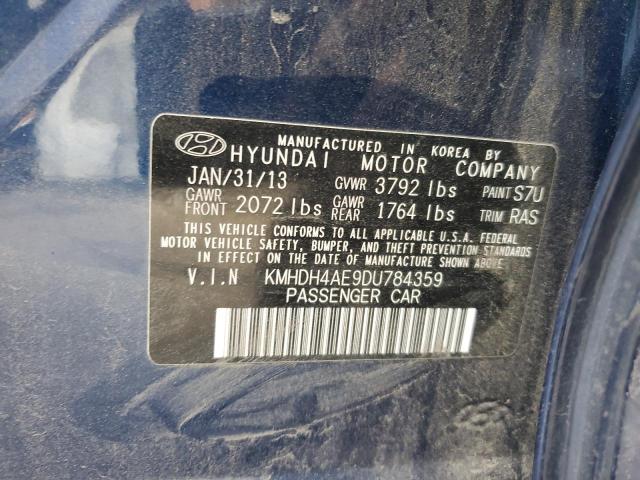 MANUFACTURED IN KOREA BY
HYUNDAI MOTOR COMPANY
JAN/31/13 GVWR 3792 lbs PAINT S7U
GAWR FRONT 2072 lbs GAWR REAR 1764 lbs TRIM RAS
THIS VEHICLE CONFORMS TO ALL APPLICABLE U.S.A. FEDERAL
MOTOR VEHICLE SAFETY, BUMPER, AND THEFT PREVENTION STANDARDS
IN EFFECT ON THE DATE OF MANUFACTURE SHOWN ABOVE.
V.I.N KMHDH4AE9DU784359
PASSENGER CAR